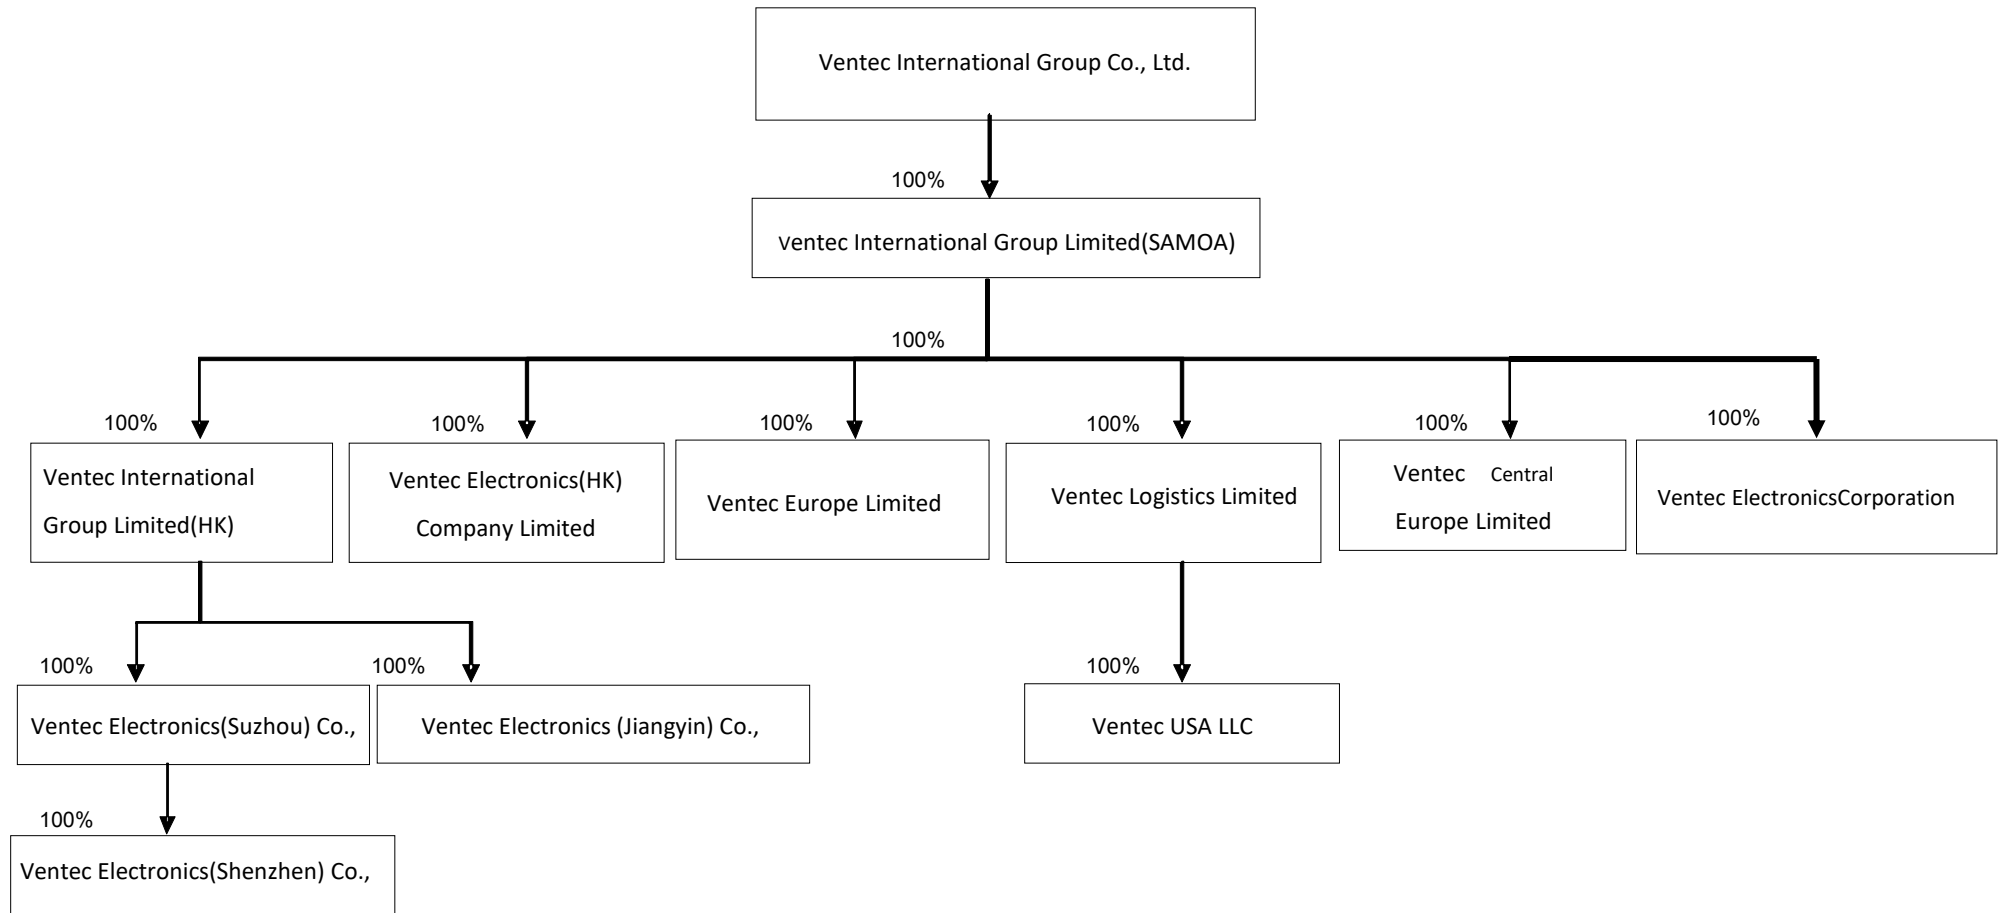 Ventec International Group Co., Ltd.
100%
Ventec International Group Limited(SAMOA)
100%
100%
100%
100%
100%
100%
100%
Ventec International
Group Limited(HK)
Ventec Electronics(HK)
Company Limited
Ventec Europe Limited
Ventec Logistics Limited
Ventec Central
Europe Limited
Ventec ElectronicsCorporation
100%
100%
100%
Ventec Electronics(Suzhou) Co.,
Ventec Electronics (Jiangyin) Co.,
Ventec USA LLC
100%
Ventec Electronics(Shenzhen) Co.,